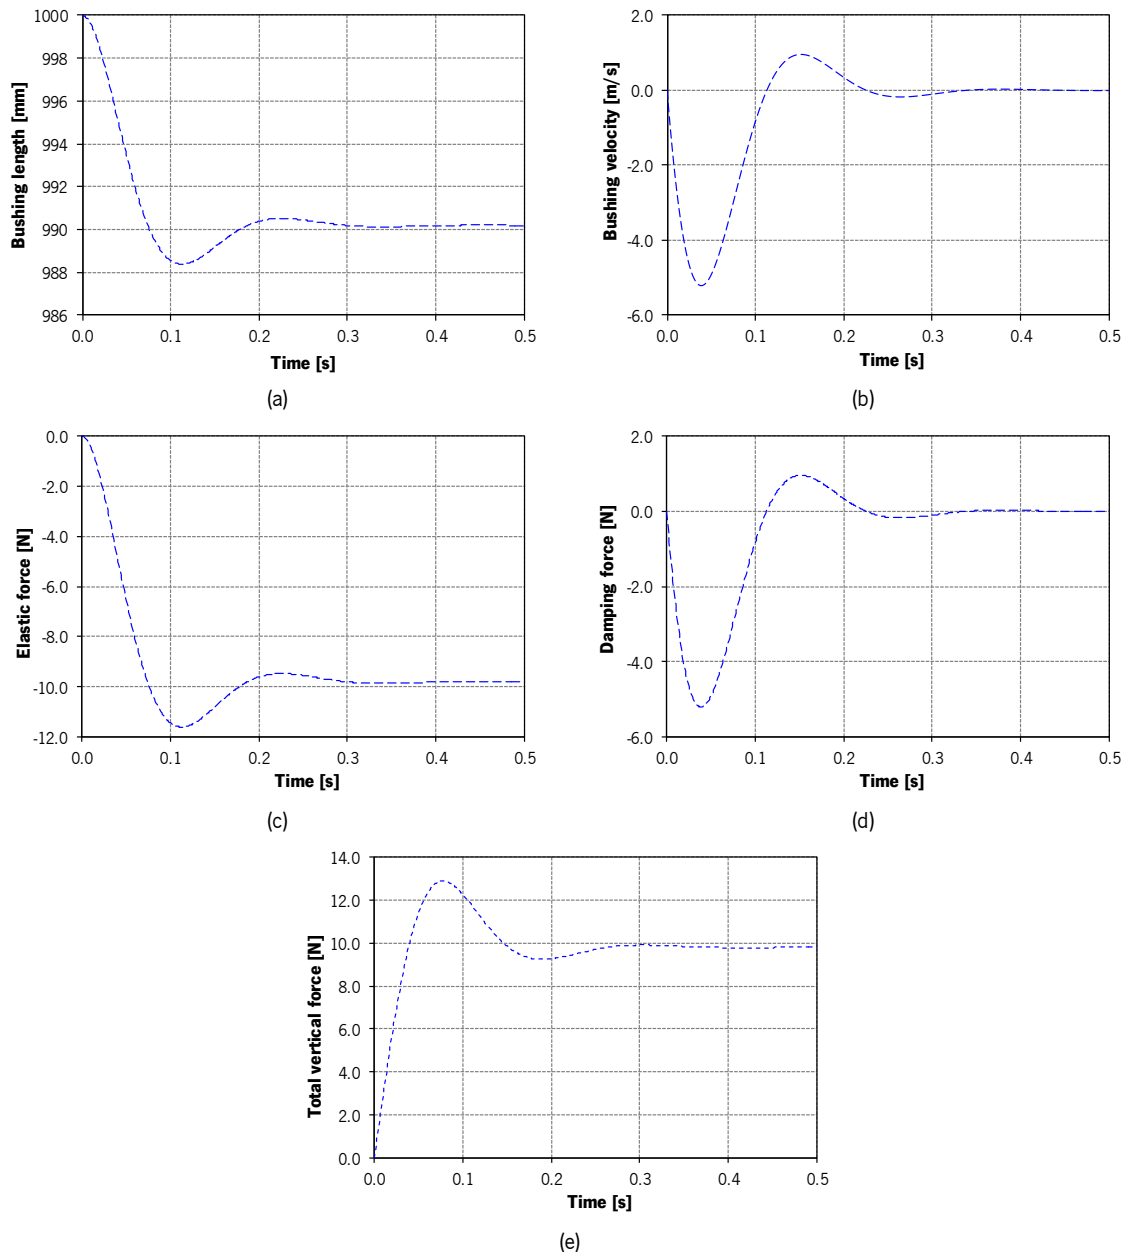 1000
998
996
994
992
990
988
986
Bushing length [mm]
0.0 0.1 0.2 0.3 0.4 0.5
Time [s]
(a)
2.0
0.0
-2.0
-4.0
-6.0
Bushing velocity [m/s]
0.0 0.1 0.2 0.3 0.4 0.5
Time [s]
(b)
0.0
-2.0
-4.0
-6.0
-8.0
-10.0
-12.0
Elastic force [N]
0.0 0.1 0.2 0.3 0.4 0.5
Time [s]
(c)
2.0
0.0
-2.0
-4.0
-6.0
Damping force [N]
0.0 0.1 0.2 0.3 0.4 0.5
Time [s]
(d)
14.0
12.0
10.0
8.0
6.0
4.0
2.0
0.0
Total vertical force [N]
0.0 0.1 0.2 0.3 0.4 0.5
Time [s]
(e)